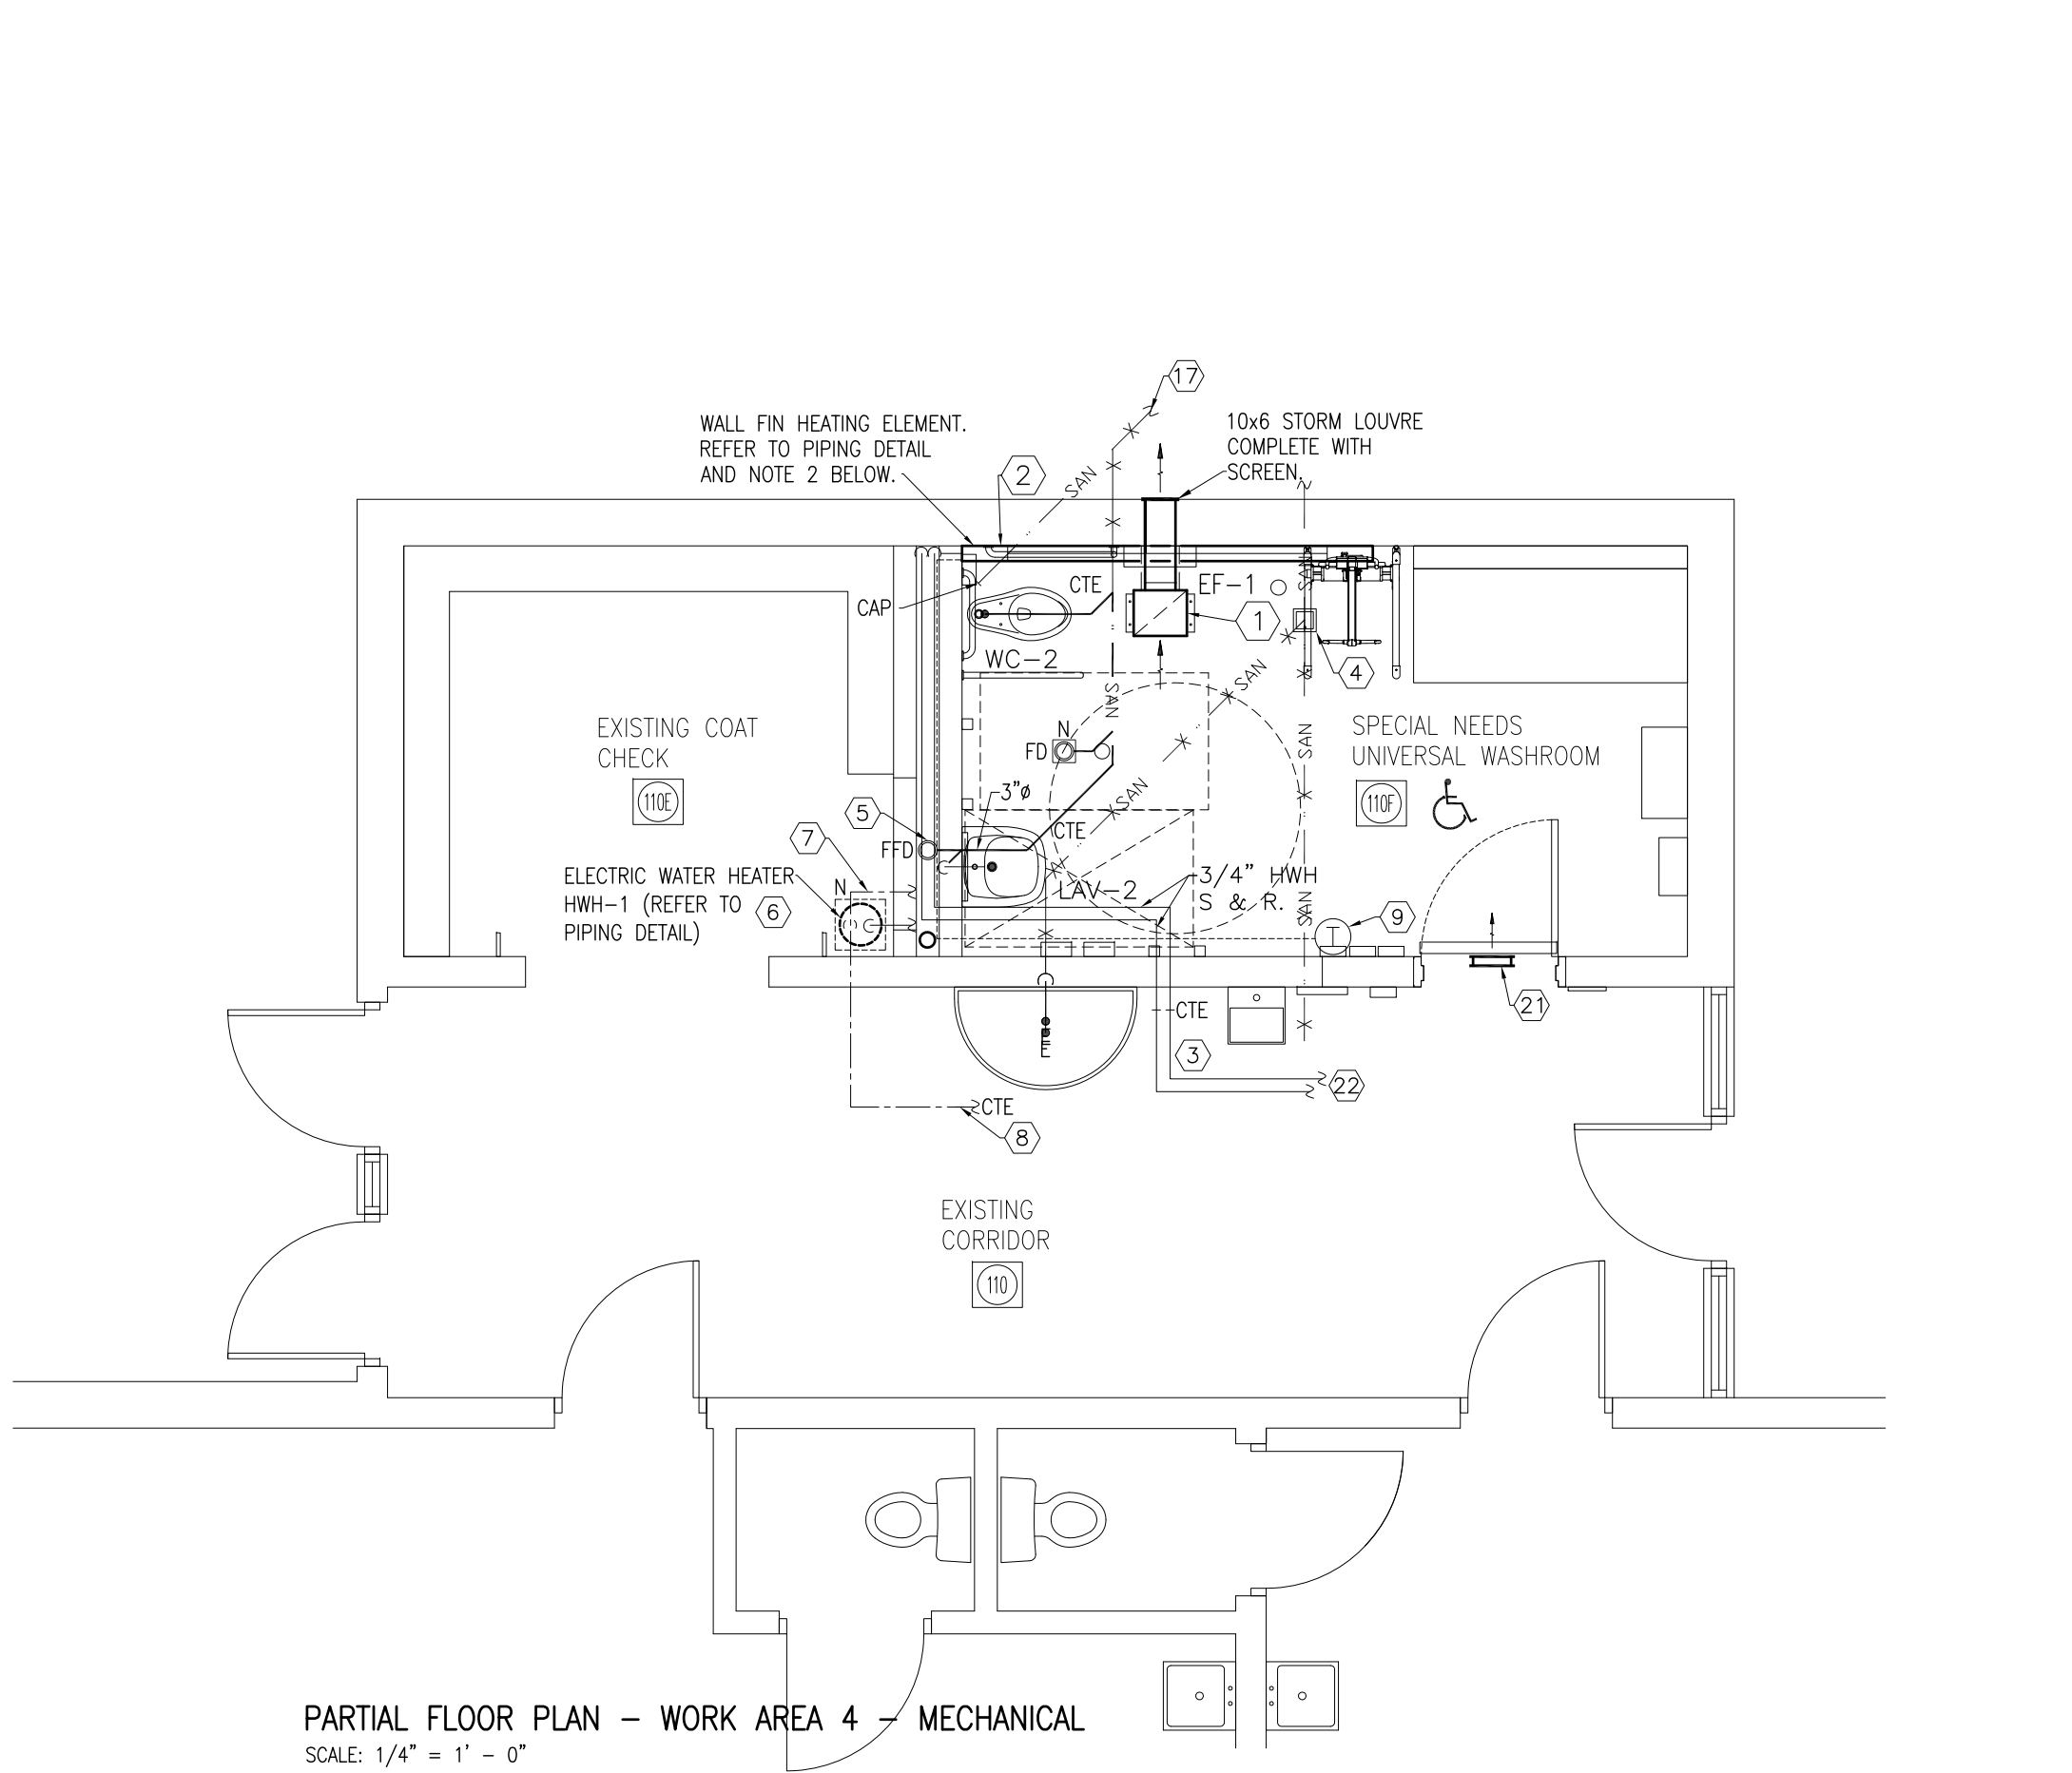 17
WALL FIN HEATING ELEMENT.
REFER TO PIPING DETAIL
AND NOTE 2 BELOW.
2
10x6 STORM LOUVRE
COMPLETE WITH
SCREEN.
SAN
CAP
CTE
EF-1
1
SAN
WC-2
4
SAN
SAN
SAN
N
FD
EXISTING COAT
CHECK
110E
SPECIAL NEEDS
UNIVERSAL WASHROOM
110F
3"ø
SAN
5
CTE
7
FFD
ELECTRIC WATER HEATER
HWH-1 (REFER TO
PIPING DETAIL)
6
N
LAV-2
3/4" HWH
S & R.
SAN
9
21
CTE
E
3
22
CTE
8
EXISTING
CORRIDOR
110
PARTIAL FLOOR PLAN - WORK AREA 4 - MECHANICAL
SCALE: 1/4" = 1' - 0"